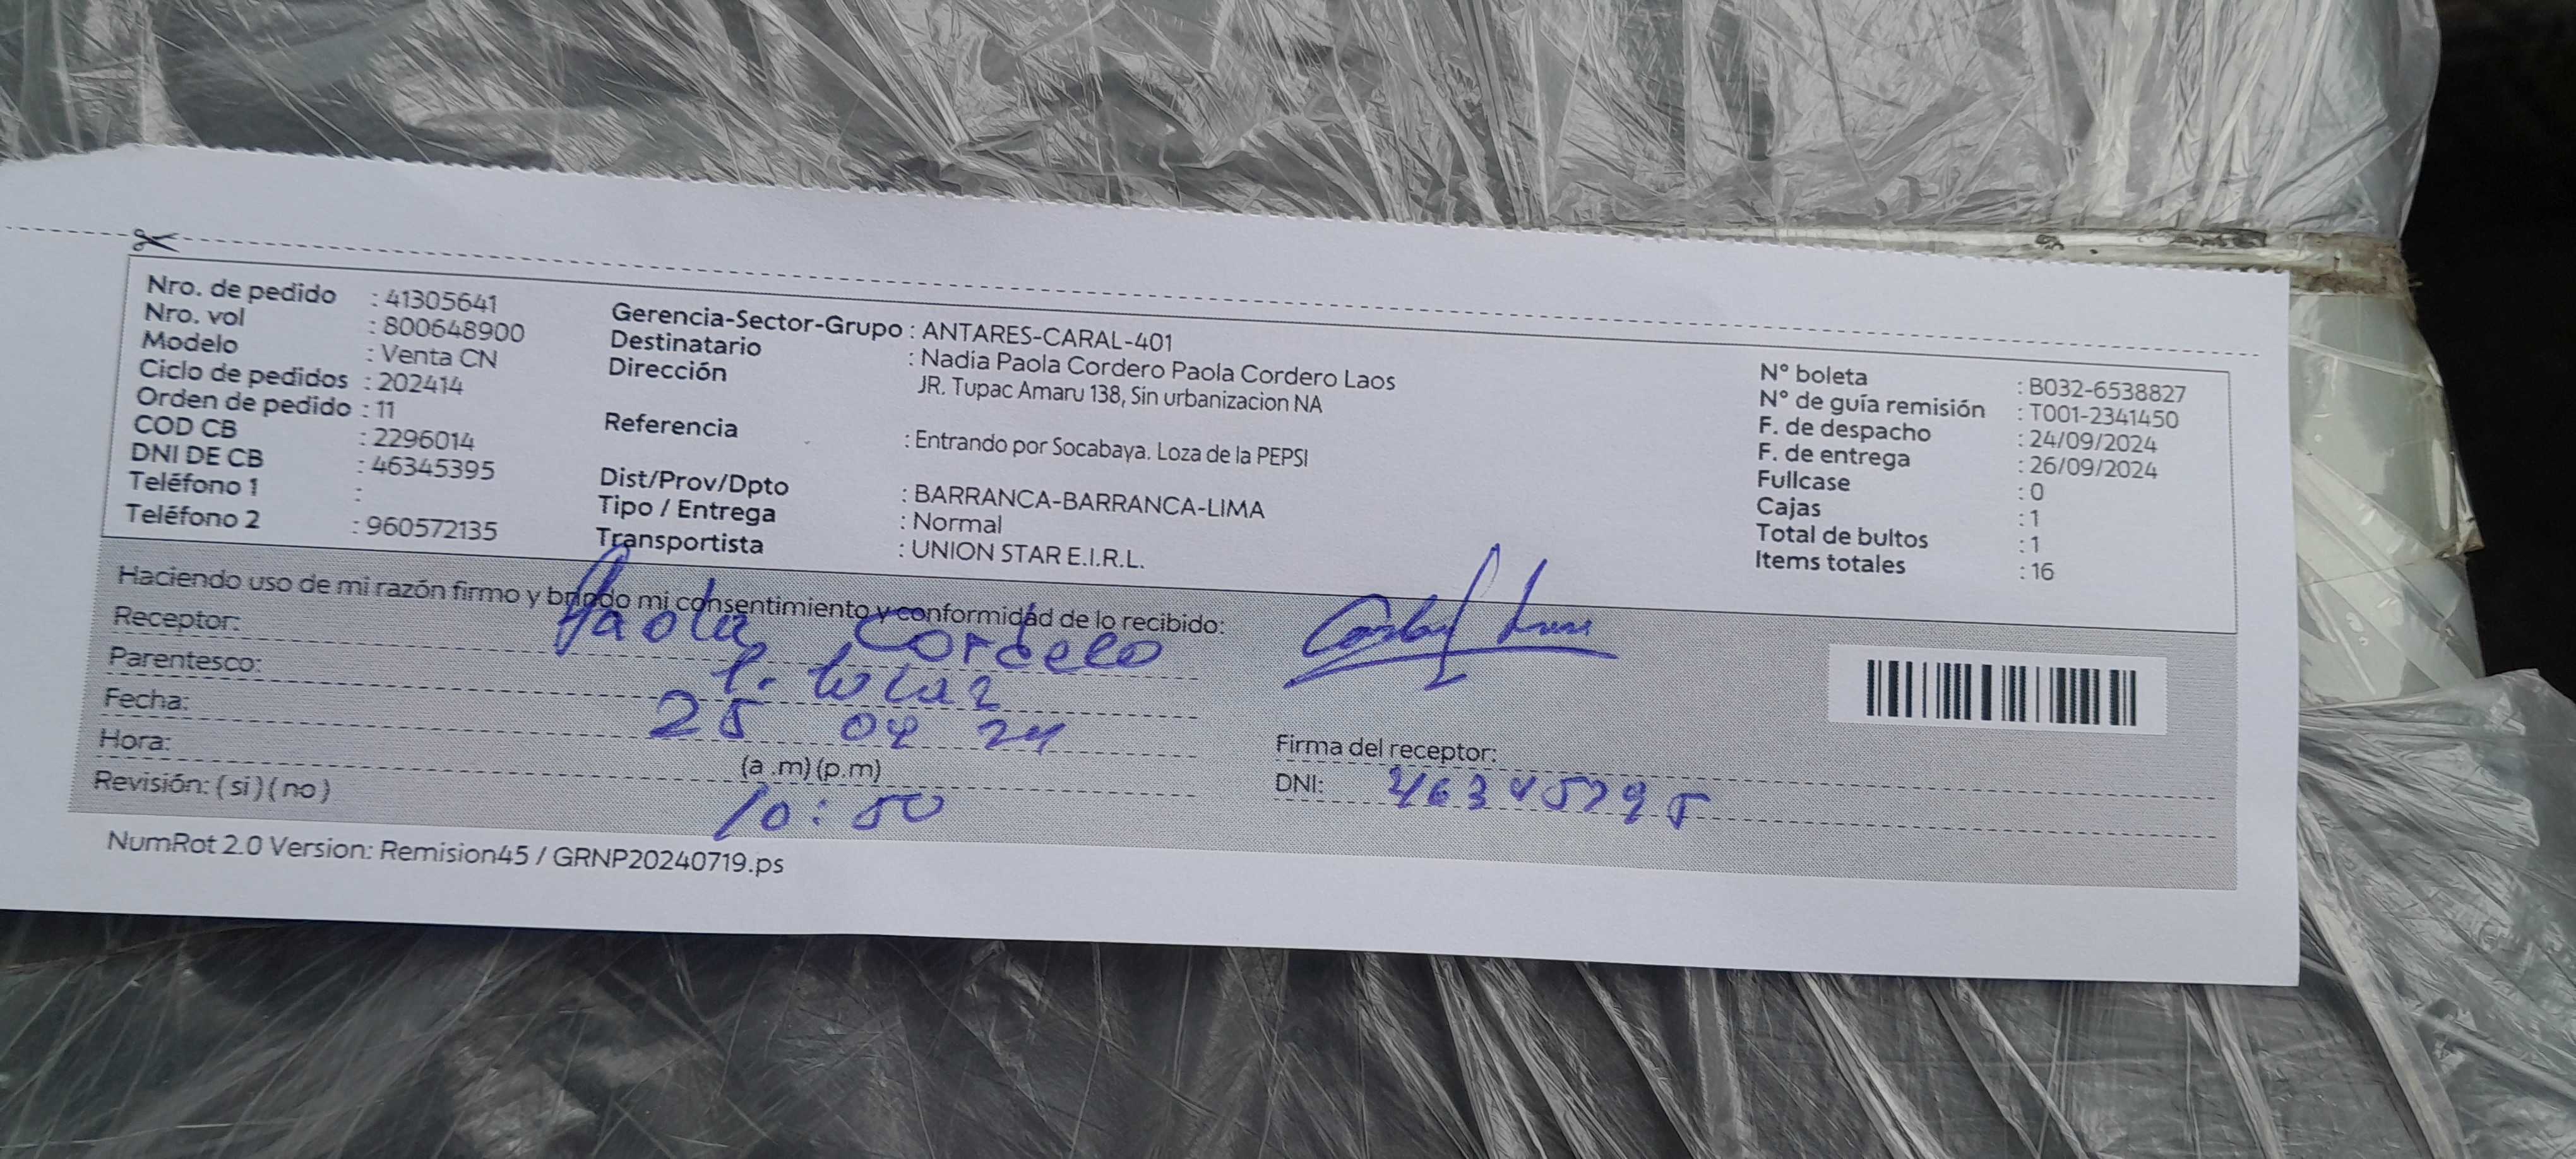 Nro. de pedido : 41305641
Nro. vol : 800648900
Modelo : Venta CN
Ciclo de pedidos : 202414
Orden de pedido : 11
COD CB : 2296014
DNI DE CB : 46345395
Teléfono 1 :
Teléfono 2 : 960572135
Gerencia-Sector-Grupo : ANTARES-CARAL-401
Destinatario : Nadia Paola Cordero Paola Cordero Laos
Dirección JR. Tupac Amaru 138, Sin urbanizacion NA
Referencia : Entrando por Socabaya. Loza de la PEPSI
Dist/Prov/Dpto : BARRANCA-BARRANCA-LIMA
Tipo / Entrega : Normal
Transportista : UNION STAR E.I.R.L.
N° boleta : B032-6538827
N° de guía remisión : T001-2341450
F. de despacho : 24/09/2024
F. de entrega : 26/09/2024
Fullcase : 0
Cajas : 1
Total de bultos : 1
Items totales : 16
Haciendo uso de mi razón firmo y brindo mi consentimiento y conformidad de lo recibido:
Receptor: Paola Cordero
Parentesco:
Fecha: 25 09 24
Hora: (a .m) (p.m)
10:50
Revisión: ( si ) ( no )
Firma del receptor:
DNI:
NumRot 2.0 Version: Remision45 / GRNP20240719.ps